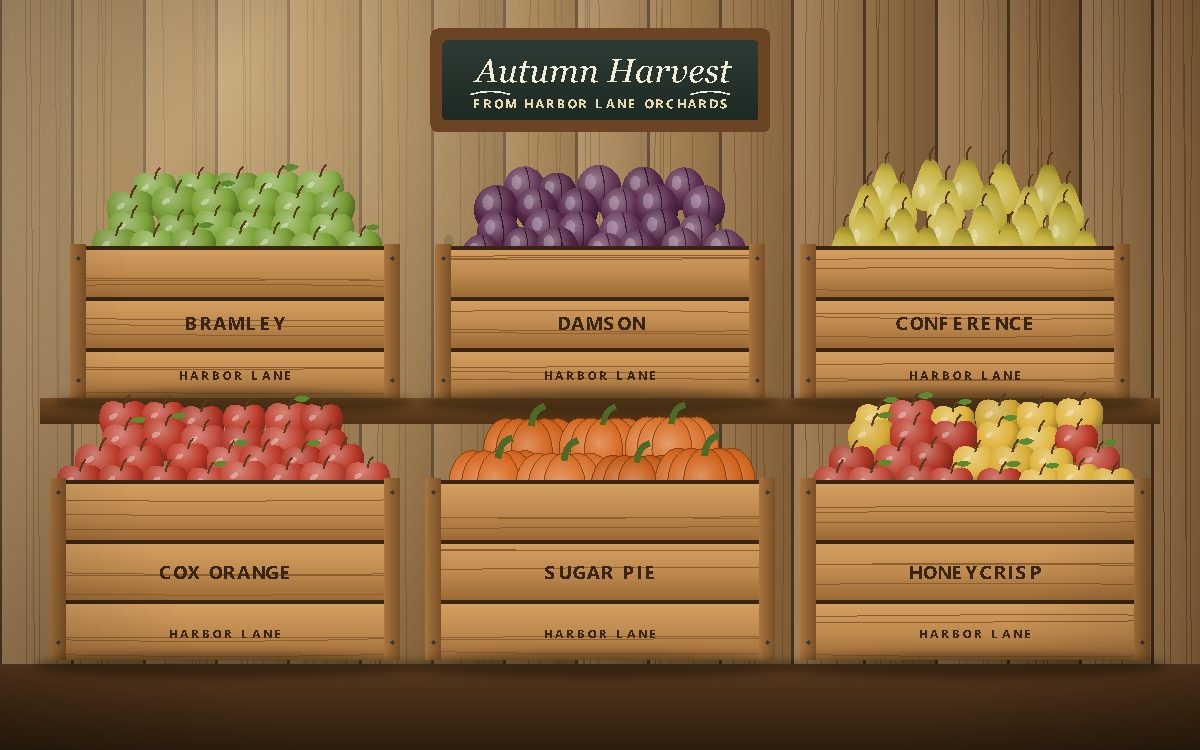 Autumn Harvest
FROM HARBOR LANE ORCHARDS
BRAMLEY
HARBOR LANE
DAMSON
HARBOR LANE
CONFERENCE
HARBOR LANE
COX ORANGE
HARBOR LANE
SUGAR PIE
HARBOR LANE
HONEYCRISP
HARBOR LANE